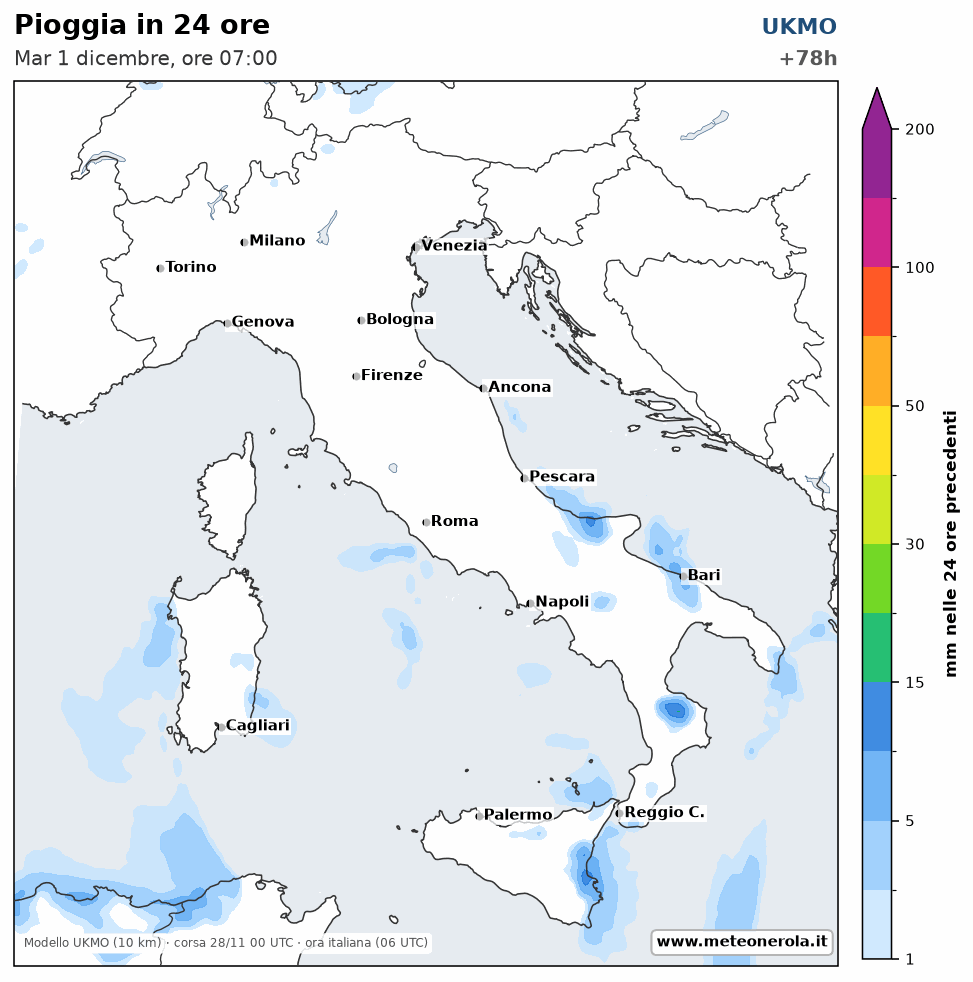 Pioggia in 24 ore
UKMO
Mar 1 dicembre, ore 07:00
+78h
Milano
Venezia
Torino
Genova
Bologna
Firenze
Ancona
Pescara
Roma
Bari
Napoli
Cagliari
Palermo
Reggio C.
200
100
50
30
15
5
1
mm nelle 24 ore precedenti
Modello UKMO (10 km) · corsa 28/11 00 UTC · ora italiana (06 UTC)
www.meteonerola.it